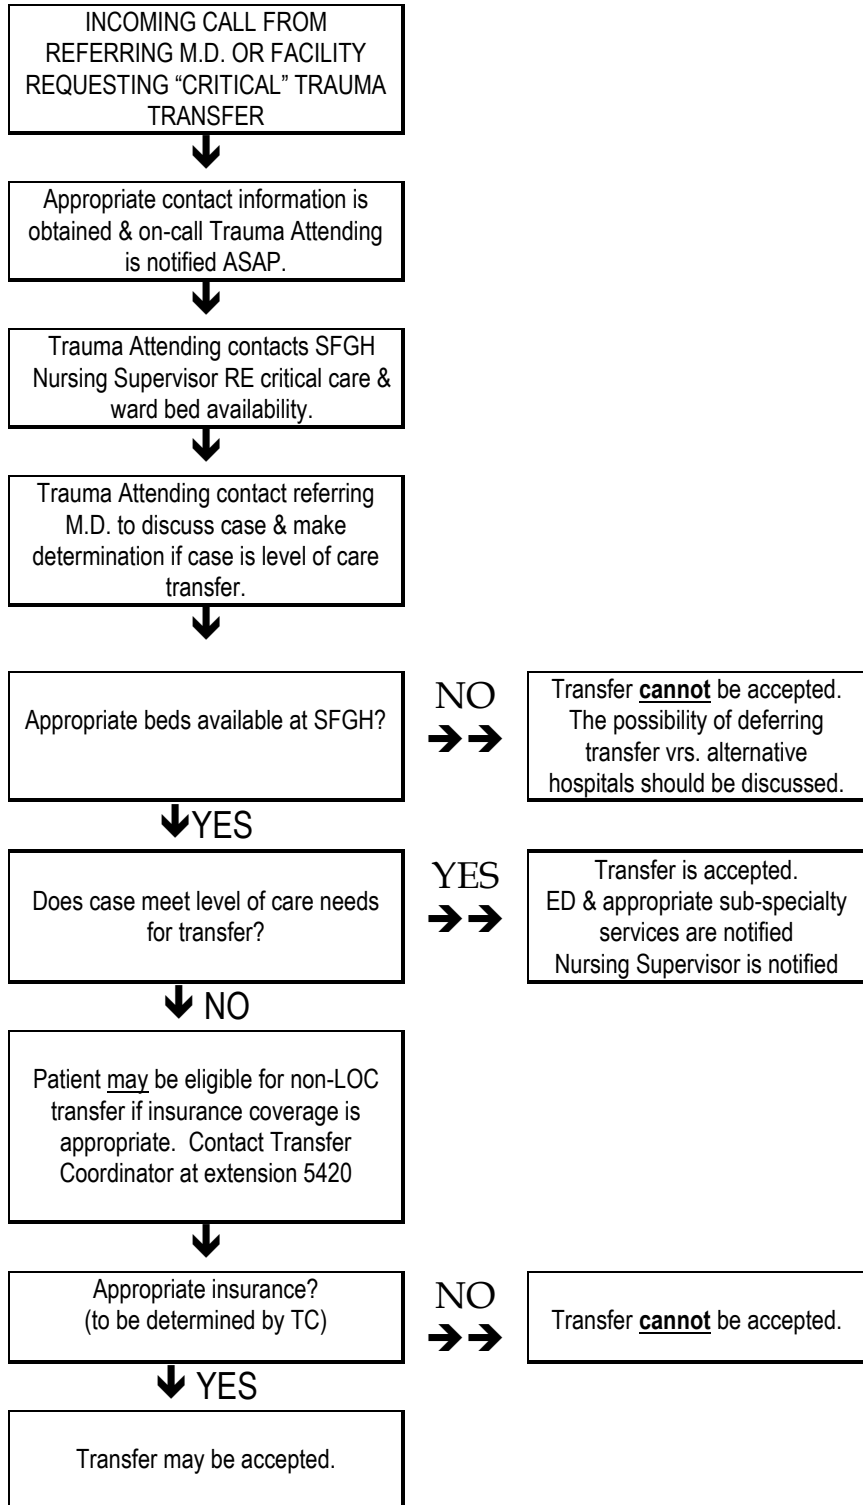 INCOMING CALL FROM
REFERRING M.D. OR FACILITY
REQUESTING “CRITICAL” TRAUMA
TRANSFER
Appropriate contact information is
obtained & on-call Trauma Attending
is notified ASAP.
Trauma Attending contacts SFGH
Nursing Supervisor RE critical care &
ward bed availability.
Trauma Attending contact referring
M.D. to discuss case & make
determination if case is level of care
transfer.
Appropriate beds available at SFGH?
NO
Transfer cannot be accepted.
The possibility of deferring
transfer vrs. alternative
hospitals should be discussed.
YES
Does case meet level of care needs
for transfer?
YES
Transfer is accepted.
ED & appropriate sub-specialty
services are notified
Nursing Supervisor is notified
NO
Patient may be eligible for non-LOC
transfer if insurance coverage is
appropriate. Contact Transfer
Coordinator at extension 5420
Appropriate insurance?
(to be determined by TC)
NO
Transfer cannot be accepted.
YES
Transfer may be accepted.